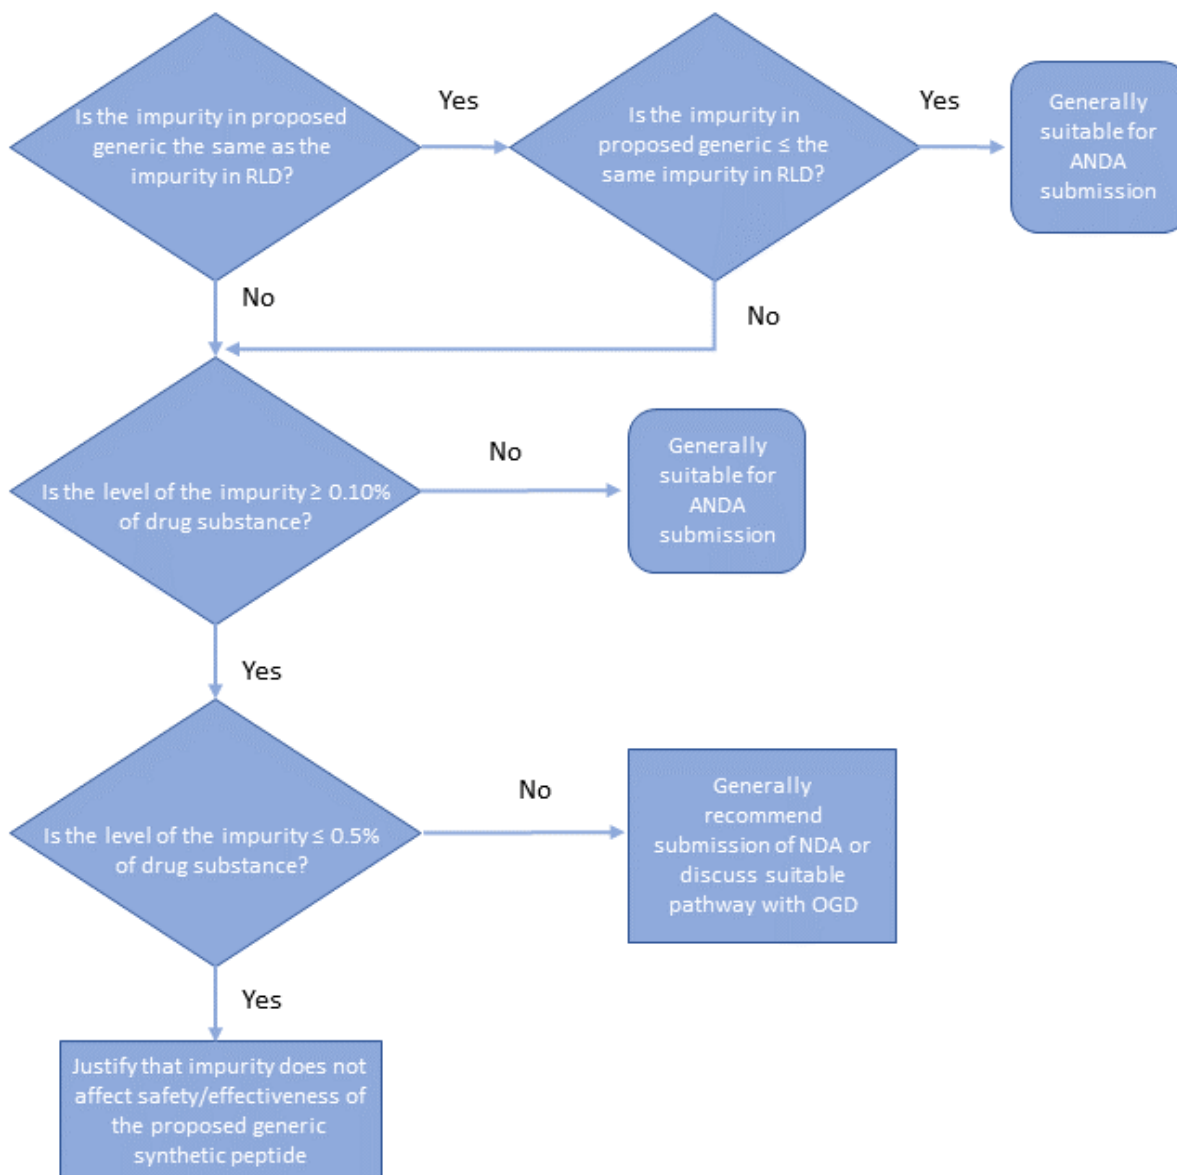 Is the impurity in proposed
generic the same as the
impurity in RLD?
Yes
Is the impurity in
proposed generic ≤ the
same impurity in RLD?
Yes
Generally
suitable for
ANDA
submission
No
No
Is the level of the impurity ≥ 0.10%
of drug substance?
No
Generally
suitable for
ANDA
submission
Yes
Is the level of the impurity ≤ 0.5%
of drug substance?
No
Generally
recommend
submission of NDA or
discuss suitable
pathway with OGD
Yes
Justify that impurity does not
affect safety/effectiveness of
the proposed generic
synthetic peptide